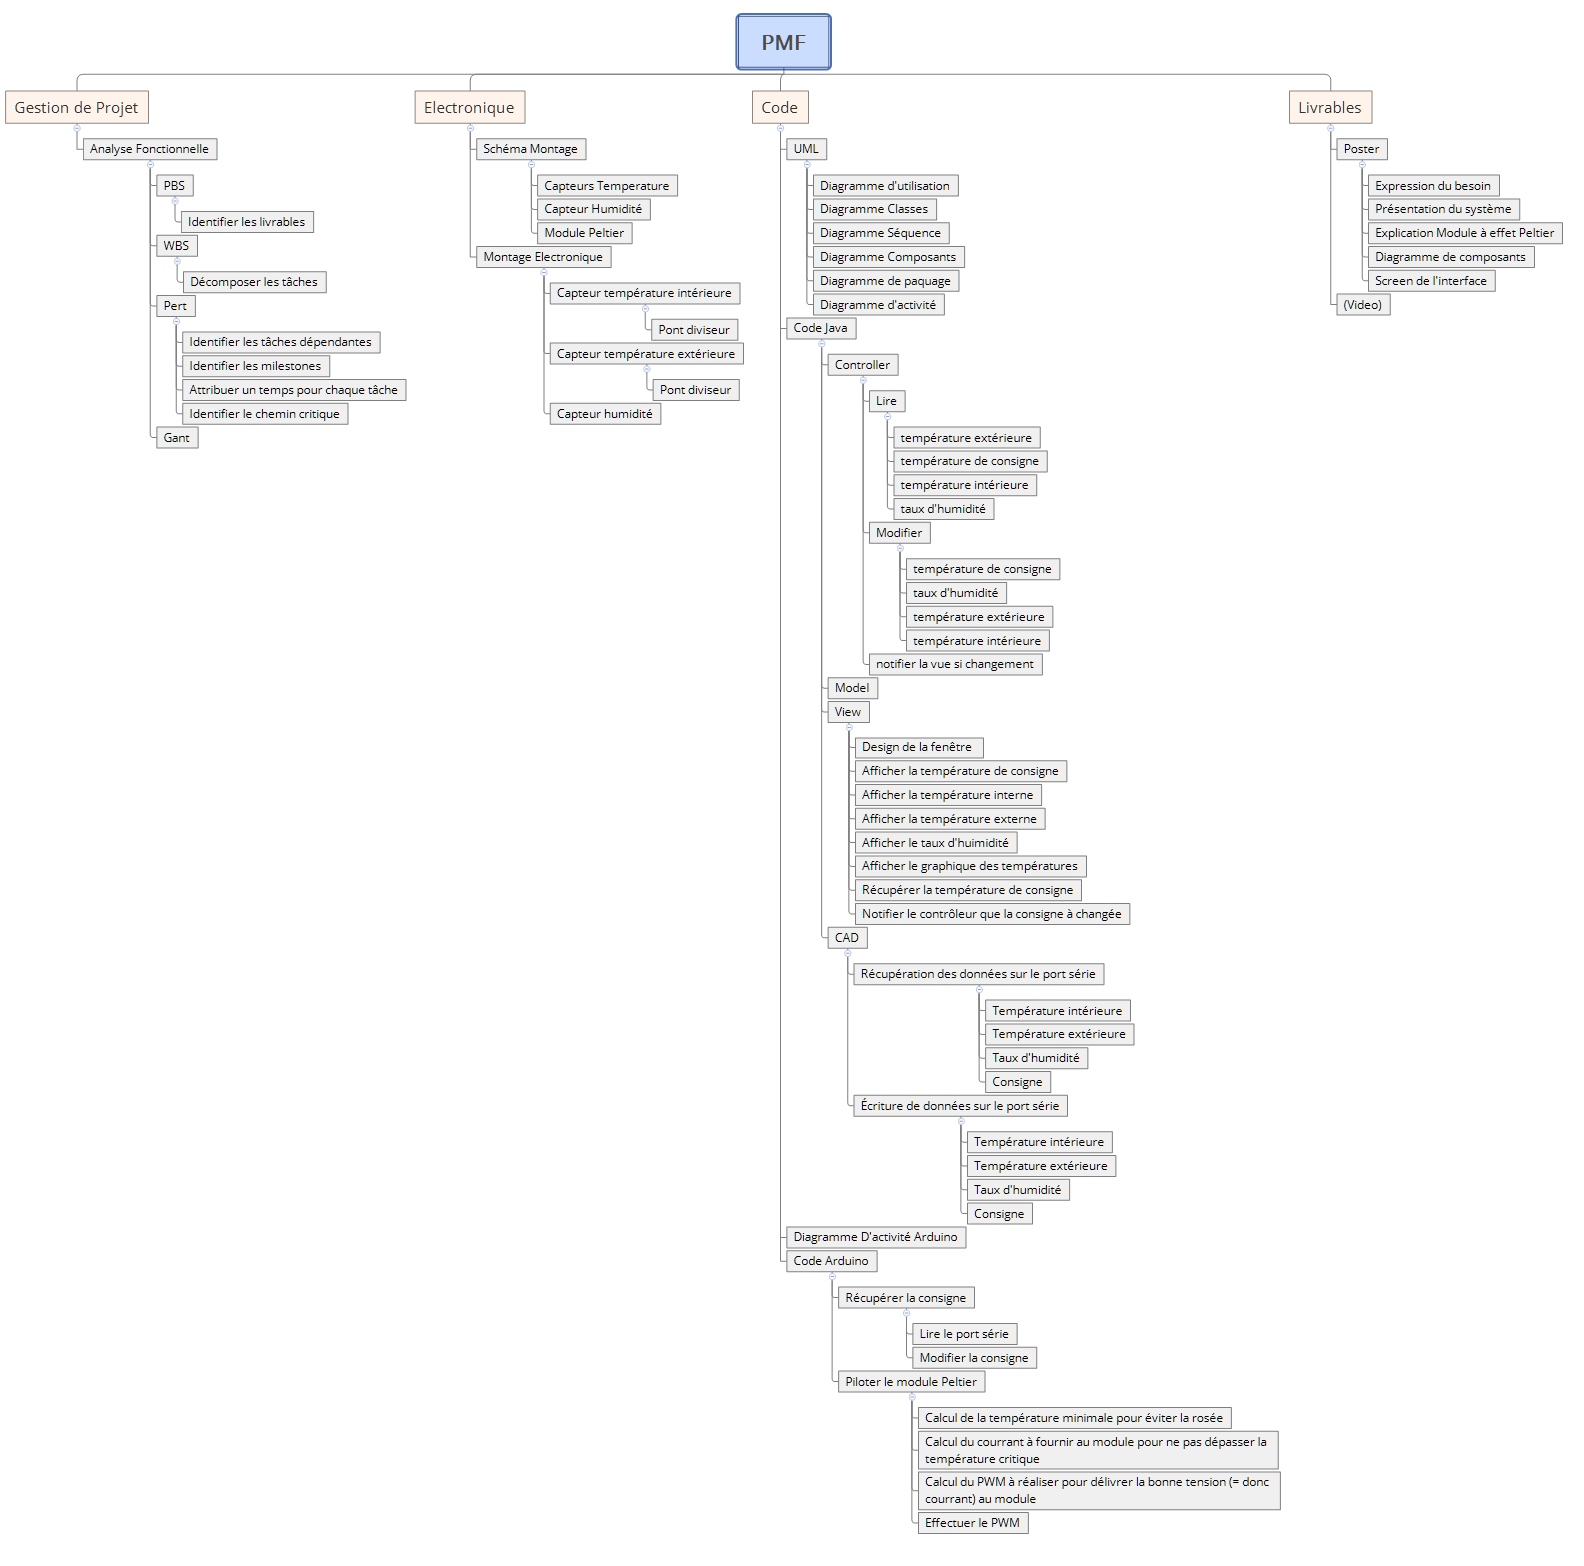 PMF
Gestion de Projet
Analyse Fonctionnelle
PBS
Identifier les livrables
WBS
Décomposer les tâches
Pert
Identifier les tâches dépendantes
Identifier les milestones
Attribuer un temps pour chaque tâche
Identifier le chemin critique
Gant
Electronique
Schéma Montage
Capteurs Temperature
Capteur Humidité
Module Peltier
Montage Electronique
Capteur température intérieure
Pont diviseur
Capteur température extérieure
Pont diviseur
Capteur humidité
Code
UML
Diagramme d'utilisation
Diagramme Classes
Diagramme Séquence
Diagramme Composants
Diagramme de paquage
Diagramme d'activité
Code Java
Controller
Lire
température extérieure
température de consigne
température intérieure
taux d'humidité
Modifier
température de consigne
taux d'humidité
température extérieure
température intérieure
notifier la vue si changement
Model
View
Design de la fenêtre
Afficher la température de consigne
Afficher la température interne
Afficher la température externe
Afficher le taux d'huimidité
Afficher le graphique des températures
Récupérer la température de consigne
Notifier le contrôleur que la consigne à changée
CAD
Récupération des données sur le port série
Température intérieure
Température extérieure
Taux d'humidité
Consigne
Écriture de données sur le port série
Température intérieure
Température extérieure
Taux d'humidité
Consigne
Diagramme D'activité Arduino
Code Arduino
Récupérer la consigne
Lire le port série
Modifier la consigne
Piloter le module Peltier
Calcul de la température minimale pour éviter la rosée
Calcul du courrant à fournir au module pour ne pas dépasser la
température critique
Calcul du PWM à réaliser pour délivrer la bonne tension (= donc
courrant) au module
Effectuer le PWM
Livrables
Poster
Expression du besoin
Présentation du système
Explication Module à effet Peltier
Diagramme de composants
Screen de l'interface
(Video)